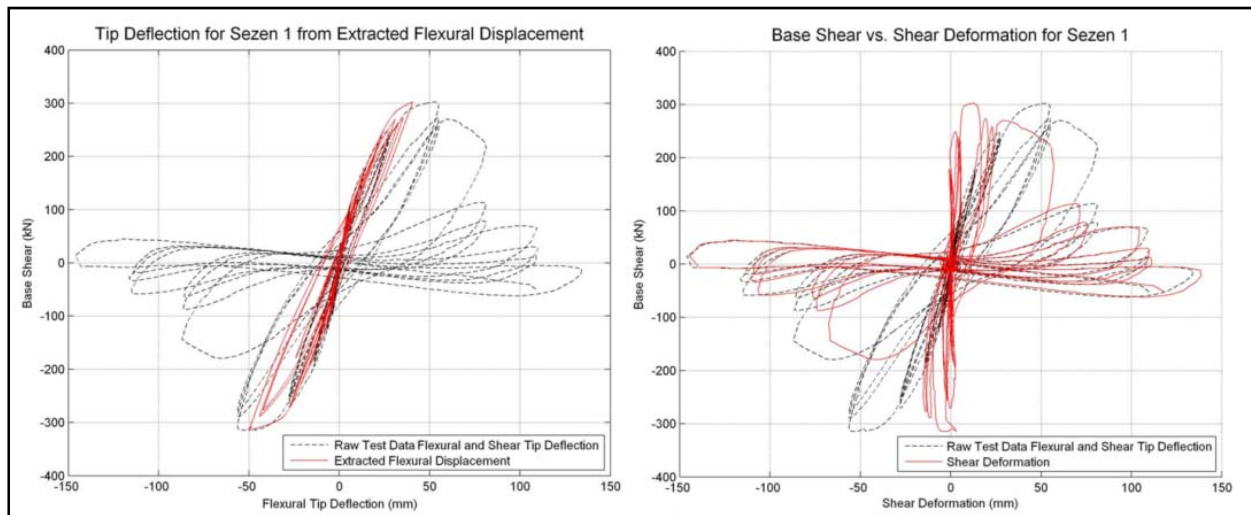 Tip Deflection for Sezen 1 from Extracted Flexural Displacement
400
300
200
100
0
-100
-200
-300
-400
Base Shear (kN)
-150 -100 -50 0 50 100 150
Flexural Tip Deflection (mm)
Raw Test Data Flexural and Shear Tip Deflection
Extracted Flexural Displacement
Base Shear vs. Shear Deformation for Sezen 1
400
300
200
100
0
-100
-200
-300
-400
Base Shear (kN)
-150 -100 -50 0 50 100 150
Shear Deformation (mm)
Raw Test Data Flexural and Shear Tip Deflection
Shear Deformation